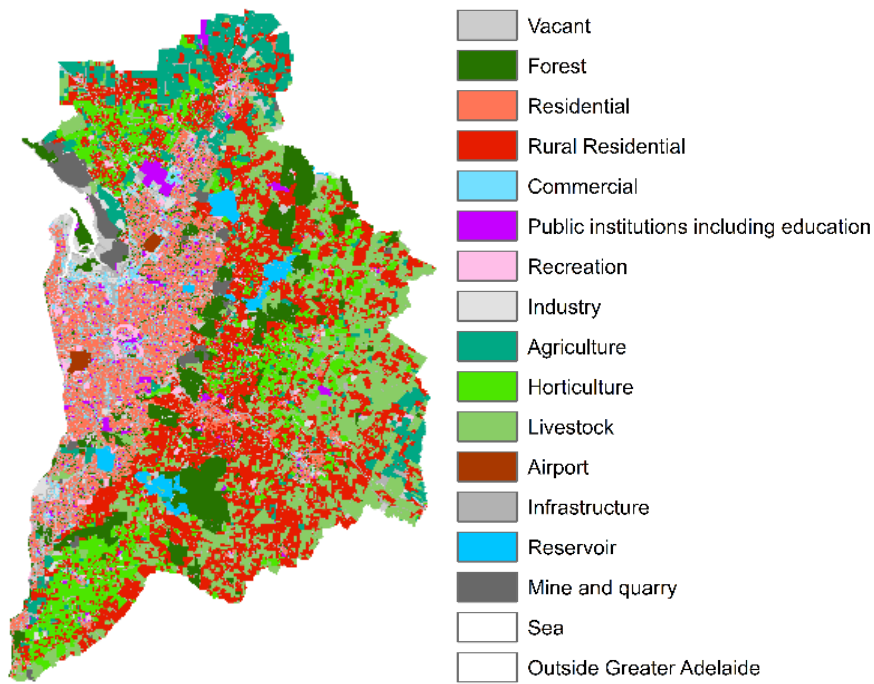 Vacant
Forest
Residential
Rural Residential
Commercial
Public institutions including education
Recreation
Industry
Agriculture
Horticulture
Livestock
Airport
Infrastructure
Reservoir
Mine and quarry
Sea
Outside Greater Adelaide